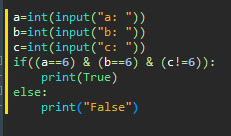 a=int(input("a: "))
b=int(input("b: "))
c=int(input("c: "))
if((a==6) & (b==6) & (c!=6)):
    print(True)
else:
    print("False")